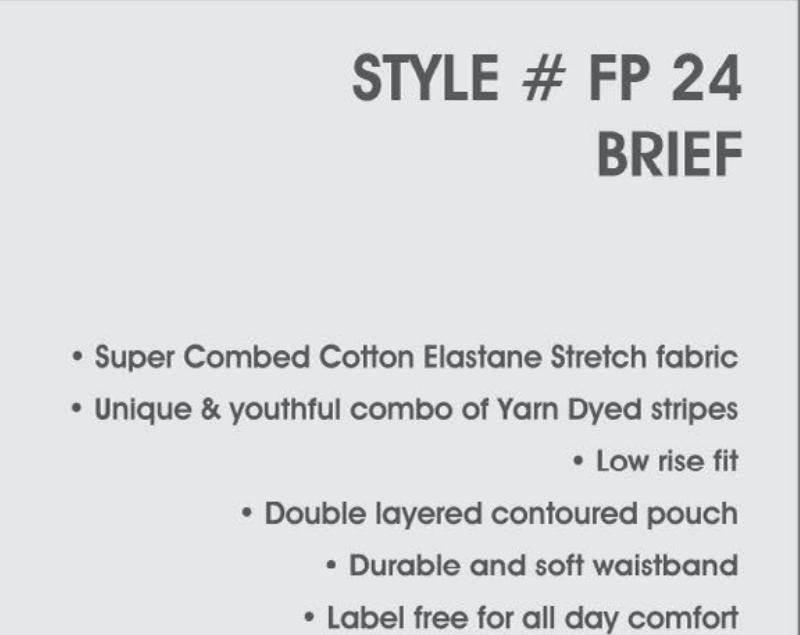 STYLE # FP 24
BRIEF
• Super Combed Cotton Elastane Stretch fabric
• Unique & youthful combo of Yarn Dyed stripes
• Low rise fit
• Double layered contoured pouch
• Durable and soft waistband
• Label free for all day comfort